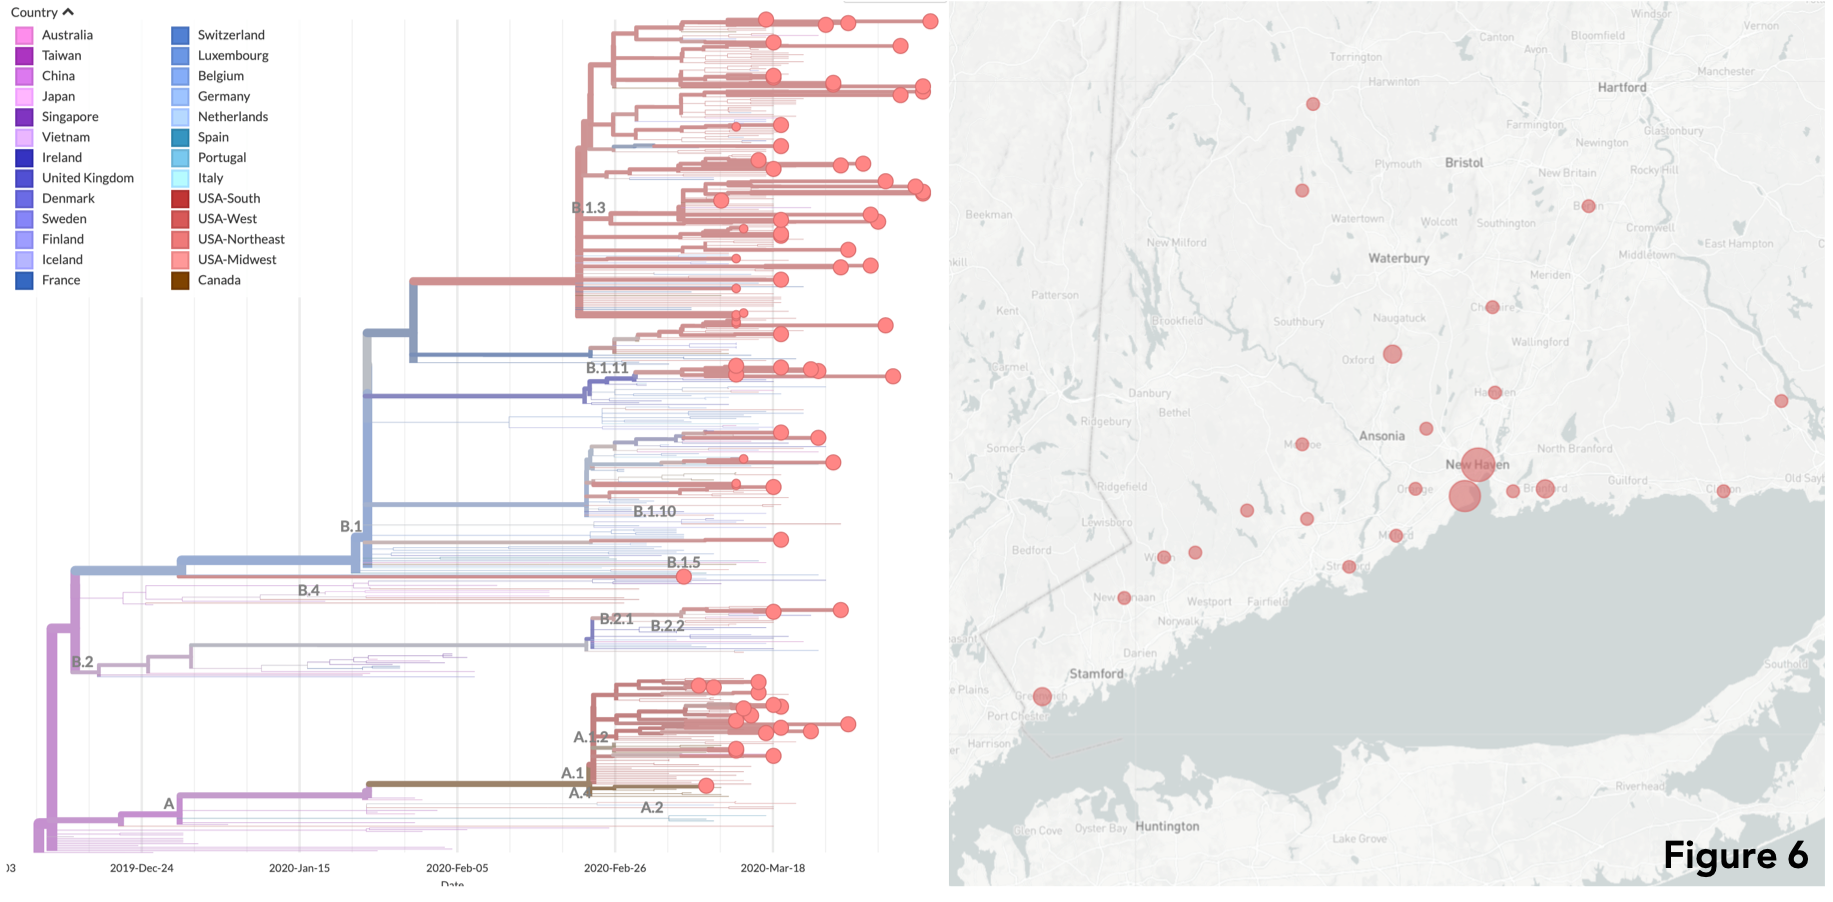 Country
Australia
Taiwan
China
Japan
Singapore
Vietnam
Ireland
United Kingdom
Denmark
Sweden
Finland
Iceland
France
Switzerland
Luxembourg
Belgium
Germany
Netherlands
Spain
Portugal
Italy
USA-South
USA-West
USA-Northeast
USA-Midwest
Canada
B.1.3
B.1.11
B.1.10
B.1
B.1.5
B.4
B.2.1
B.2.2
B.2
A.1.2
A.1
A.4
A
A.2
03
2019-Dec-24
2020-Jan-15
2020-Feb-05
2020-Feb-26
2020-Mar-18
Date
Windsor
Vernon
Canton
Bloomfield
Avon
Torrington
Manchester
Harwinton
Hartford
Farmington
Glastonbury
Newington
Plymouth
Bristol
New Britain
Rocky Hill
Beekman
Watertown
Wolcott
Southington
Cromwell
New Milford
East Hampton
Middletown
Waterbury
Meriden
Patterson
Kent
Brookfield
Southbury
Naugatuck
Wallingford
Oxford
Carmel
Danbury
Bethel
Ridgebury
Ansonia
Somers
North Branford
New Haven
Guilford
Old Say
Ridgefield
Lewisboro
Bedford
Westport
Fairfield
Norwalk
Darien
Stamford
Southold
e Plains
Port Chester
Harrison
Riverhead
Glen Cove
Oyster Bay
Huntington
Lake Grove
Figure 6